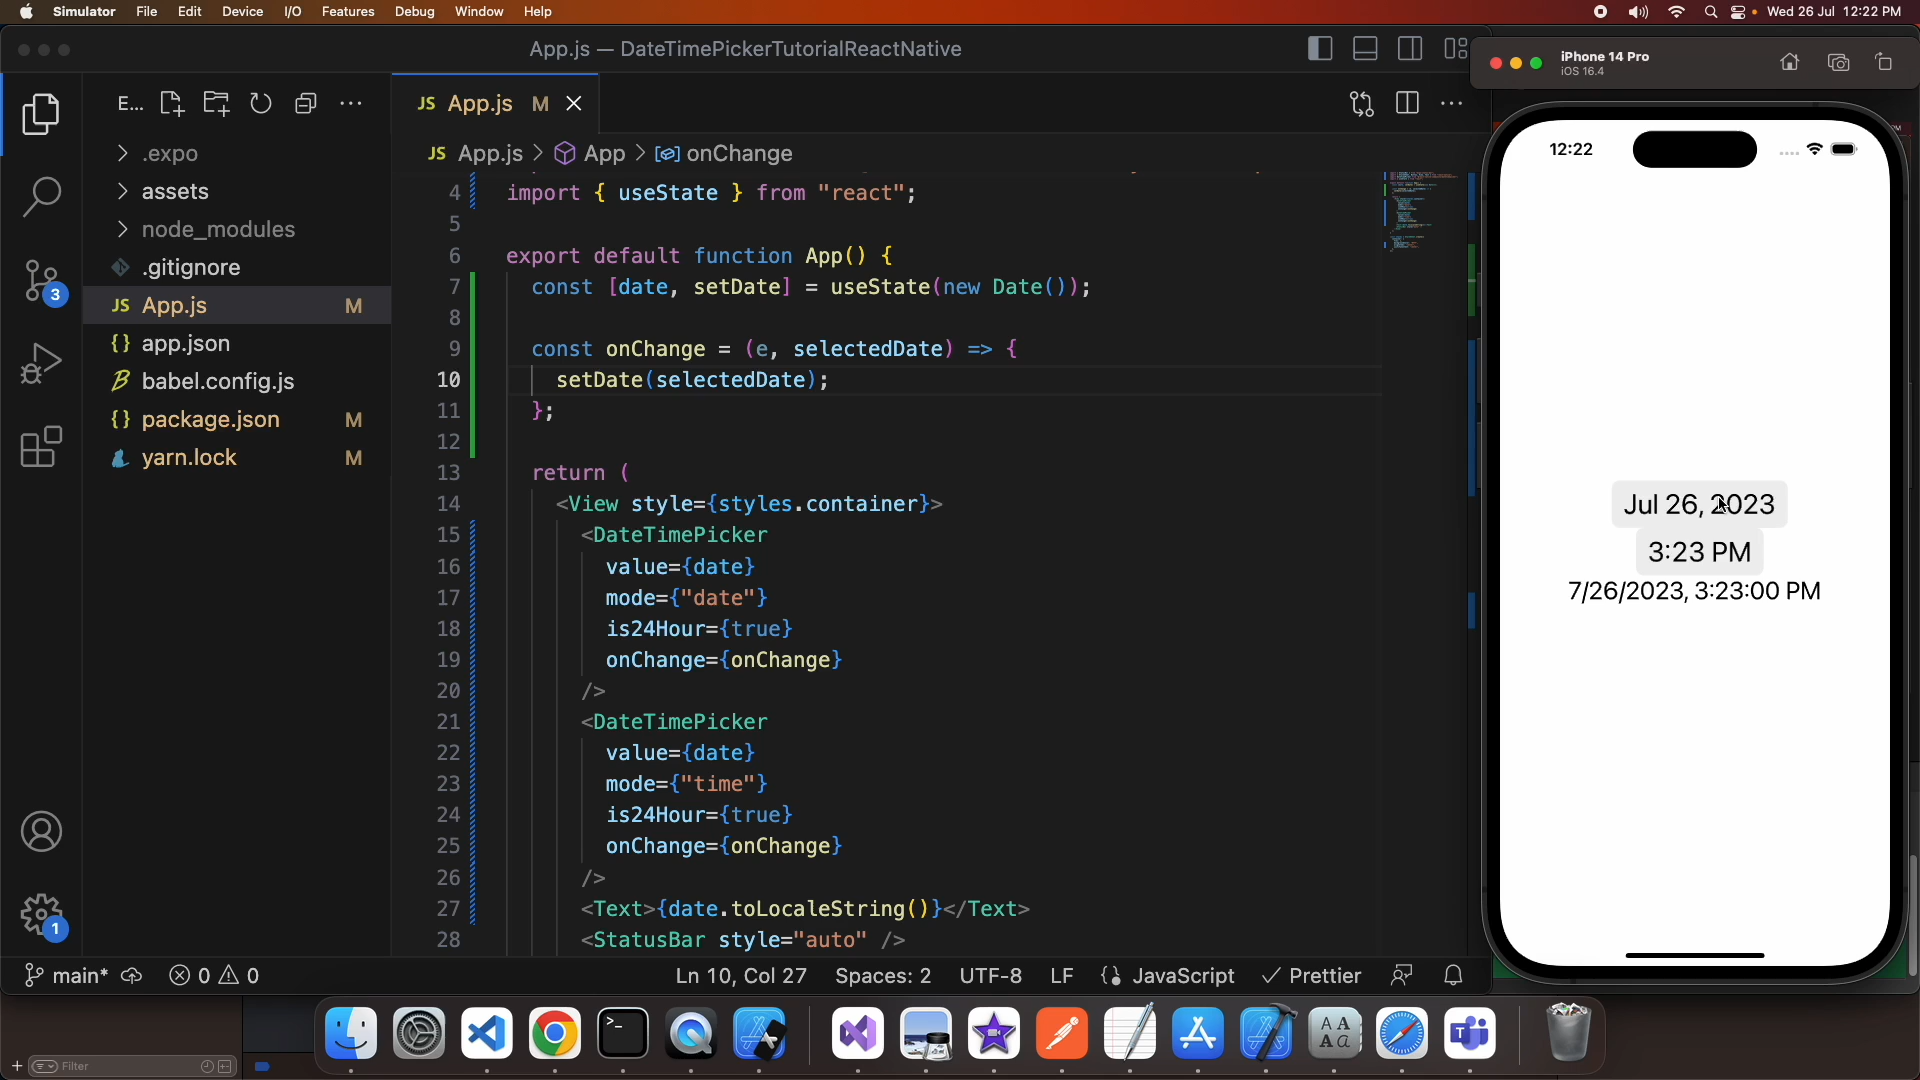 Simulator File Edit Device I/O Features Debug Window Help
Wed 26 Jul 12:22 PM
App.js — DateTimePickerTutorialReactNative
iPhone 14 Pro
iOS 16.4
E...
JS App.js M
.expo
assets
node_modules
.gitignore
JS App.js M
{} app.json
babel.config.js
{} package.json M
yarn.lock M
3
1
JS App.js > App > onChange
4 import { useState } from "react";
5
6 export default function App() {
7 const [date, setDate] = useState(new Date());
8
9 const onChange = (e, selectedDate) => {
10 setDate(selectedDate);
11 };
12
13 return (
14 <View style={styles.container}>
15 <DateTimePicker
16 value={date}
17 mode={"date"}
18 is24Hour={true}
19 onChange={onChange}
20 />
21 <DateTimePicker
22 value={date}
23 mode={"time"}
24 is24Hour={true}
25 onChange={onChange}
26 />
27 <Text>{date.toLocaleString()}</Text>
28 <StatusBar style="auto" />
12:22
Jul 26, 2023
3:23 PM
7/26/2023, 3:23:00 PM
main* 0 0
Ln 10, Col 27 Spaces: 2 UTF-8 LF {} JavaScript Prettier
Filter